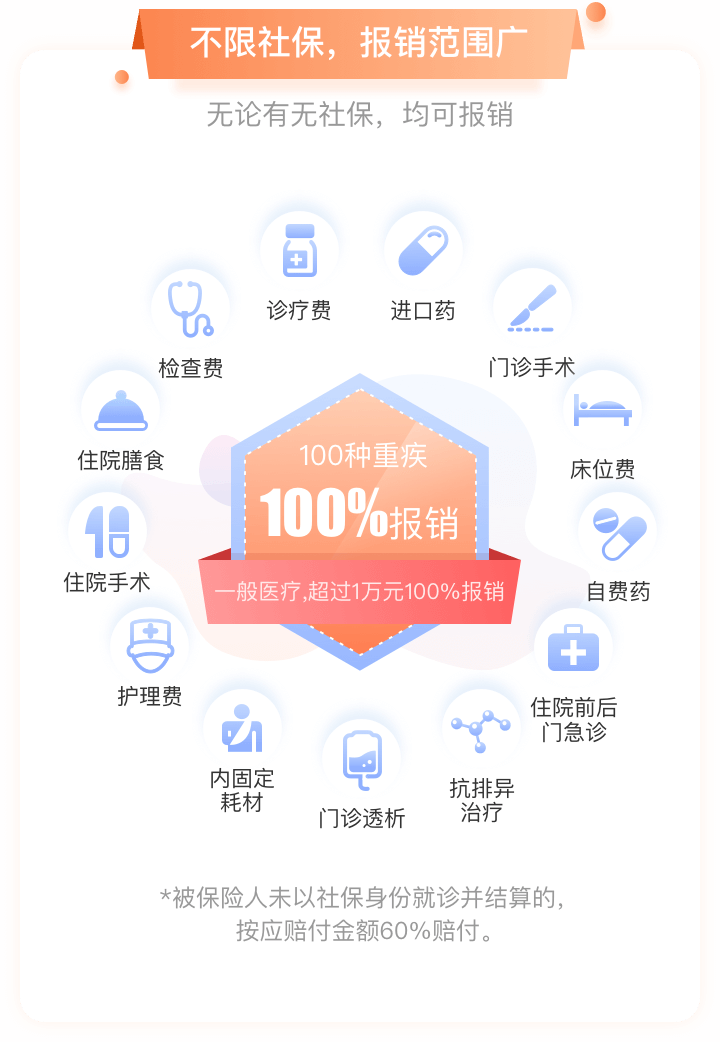 不限社保，报销范围广
无论有无社保，均可报销
诊疗费
进口药
检查费
门诊手术
住院膳食
床位费
100种重疾
100%报销
住院手术
自费药
一般医疗,超过1万元100%报销
护理费
住院前后
门急诊
内固定
耗材
门诊透析
抗排异
治疗
*被保险人未以社保身份就诊并结算的，
按应赔付金额60%赔付。